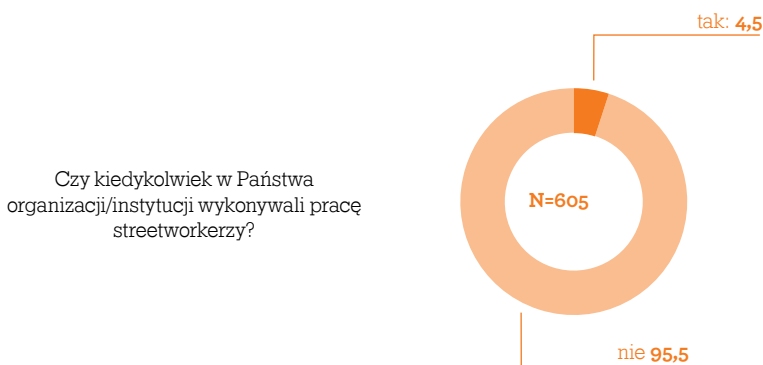 tak: 4,5
Czy kiedykolwiek w Państwa
organizacji/instytucji wykonywali pracę
streetworkerzy?
N=605
nie 95,5